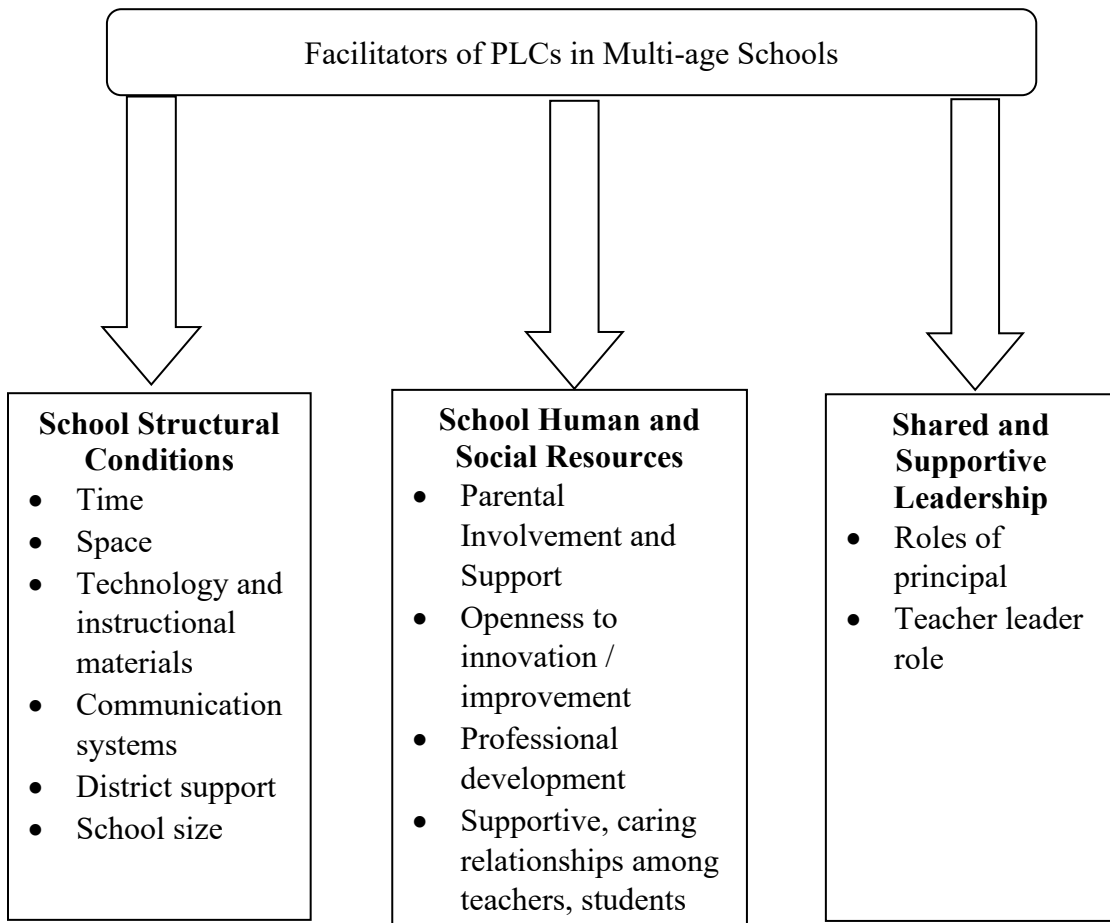 Facilitators of PLCs in Multi-age Schools
School Structural
Conditions
• Time
• Space
• Technology and
instructional
materials
• Communication
systems
• District support
• School size
School Human and
Social Resources
• Parental
Involvement and
Support
• Openness to
innovation /
improvement
• Professional
development
• Supportive, caring
relationships among
teachers, students
Shared and
Supportive
Leadership
• Roles of
principal
• Teacher leader
role